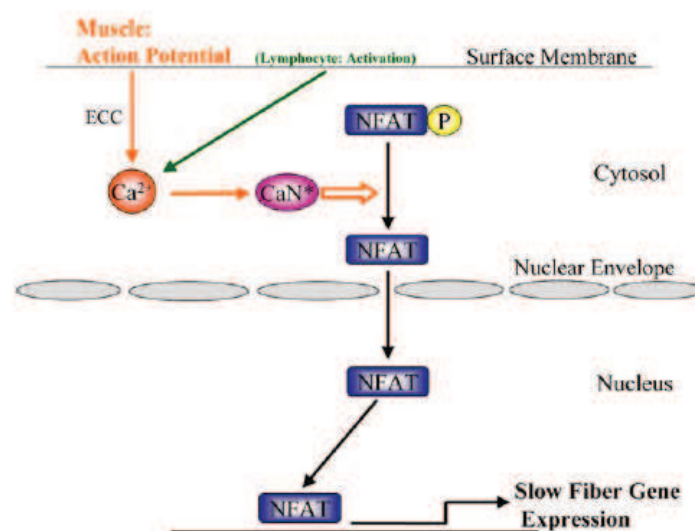 Muscle:
Action Potential
(Lymphocyte: Activation)
Surface Membrane
ECC
NFAT P
Ca2+
CaN*
Cytosol
NFAT
Nuclear Envelope
NFAT
Nucleus
NFAT
Slow Fiber Gene
Expression